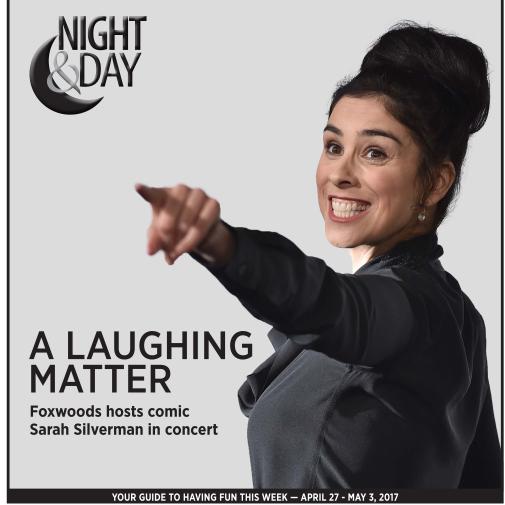 NIGHT
&DAY
A LAUGHING
MATTER
Foxwoods hosts comic
Sarah Silverman in concert
YOUR GUIDE TO HAVING FUN THIS WEEK — APRIL 27 - MAY 3, 2017